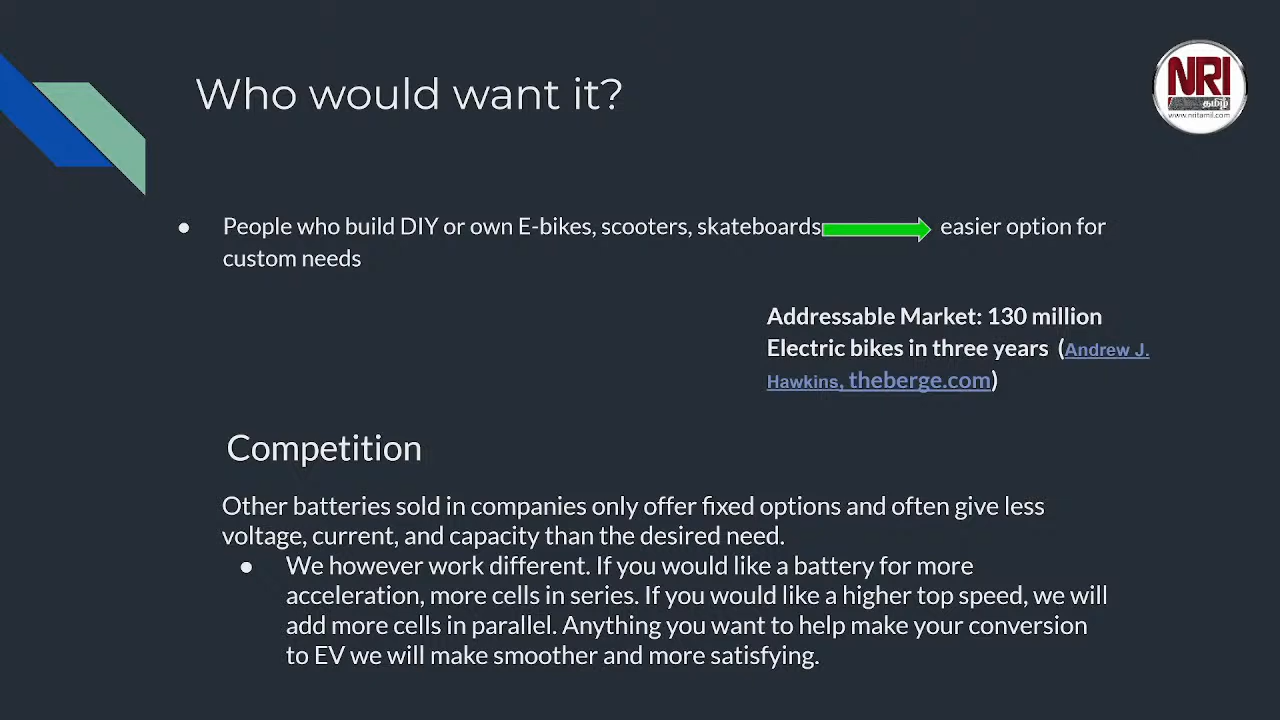 Who would want it?
NRI
தமிழ்
www.nritamil.com
● People who build DIY or own E-bikes, scooters, skateboards easier option for
custom needs
Addressable Market: 130 million
Electric bikes in three years (Andrew J.
Hawkins, theberge.com)
Competition
Other batteries sold in companies only offer fixed options and often give less
voltage, current, and capacity than the desired need.
● We however work different. If you would like a battery for more
acceleration, more cells in series. If you would like a higher top speed, we will
add more cells in parallel. Anything you want to help make your conversion
to EV we will make smoother and more satisfying.